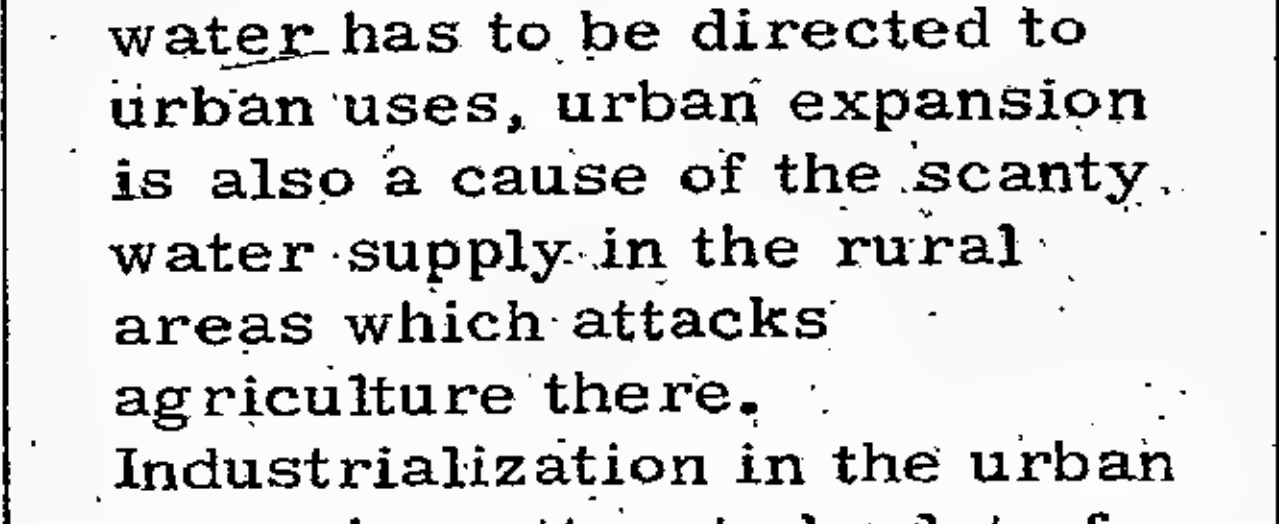 water has to be directed to
urban uses, urban expansion
is also a cause of the scanty
water supply in the rural
areas which attacks
agriculture there.
Industrialization in the urban